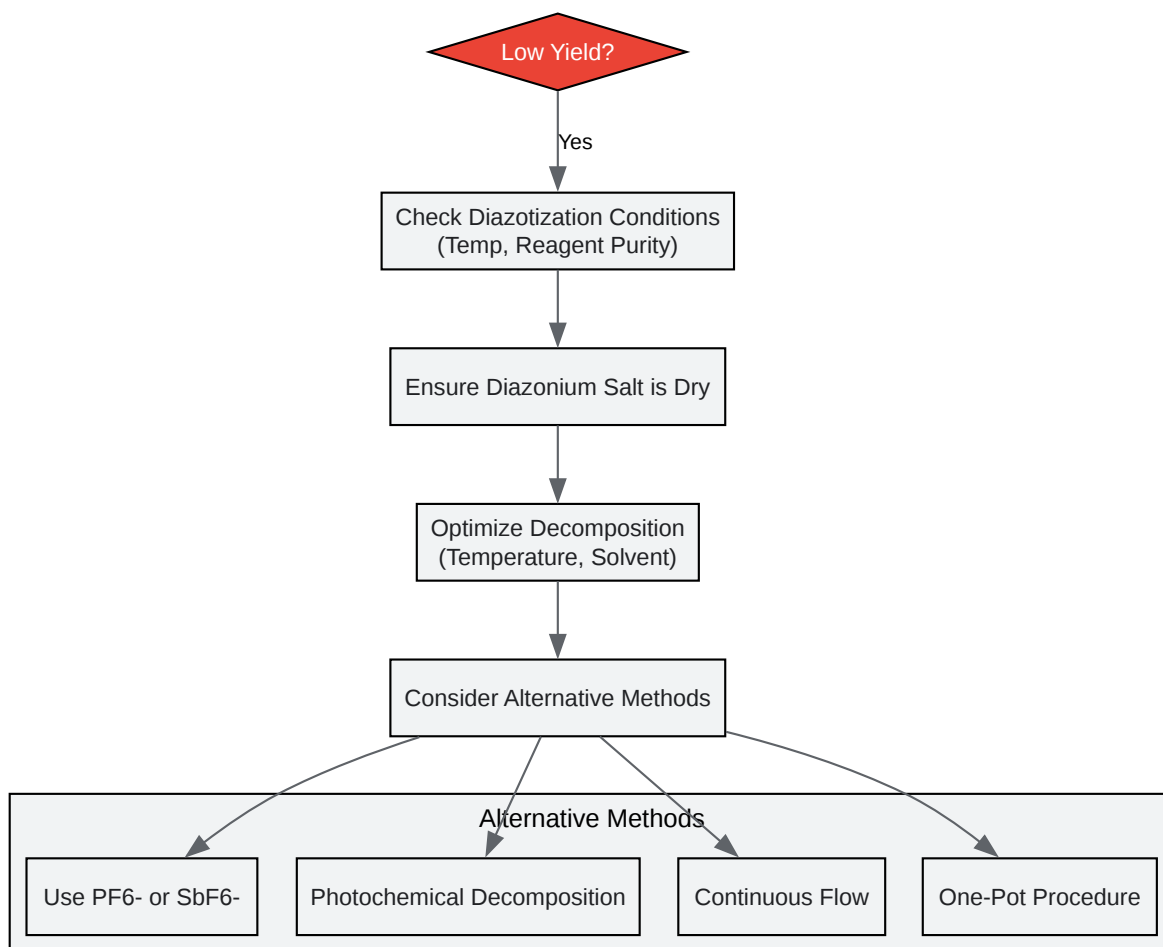 Low Yield?
Yes
Check Diazotization Conditions
(Temp, Reagent Purity)
Ensure Diazonium Salt is Dry
Optimize Decomposition
(Temperature, Solvent)
Consider Alternative Methods
Alternative Methods
Use PF6- or SbF6-
Photochemical Decomposition
Continuous Flow
One-Pot Procedure